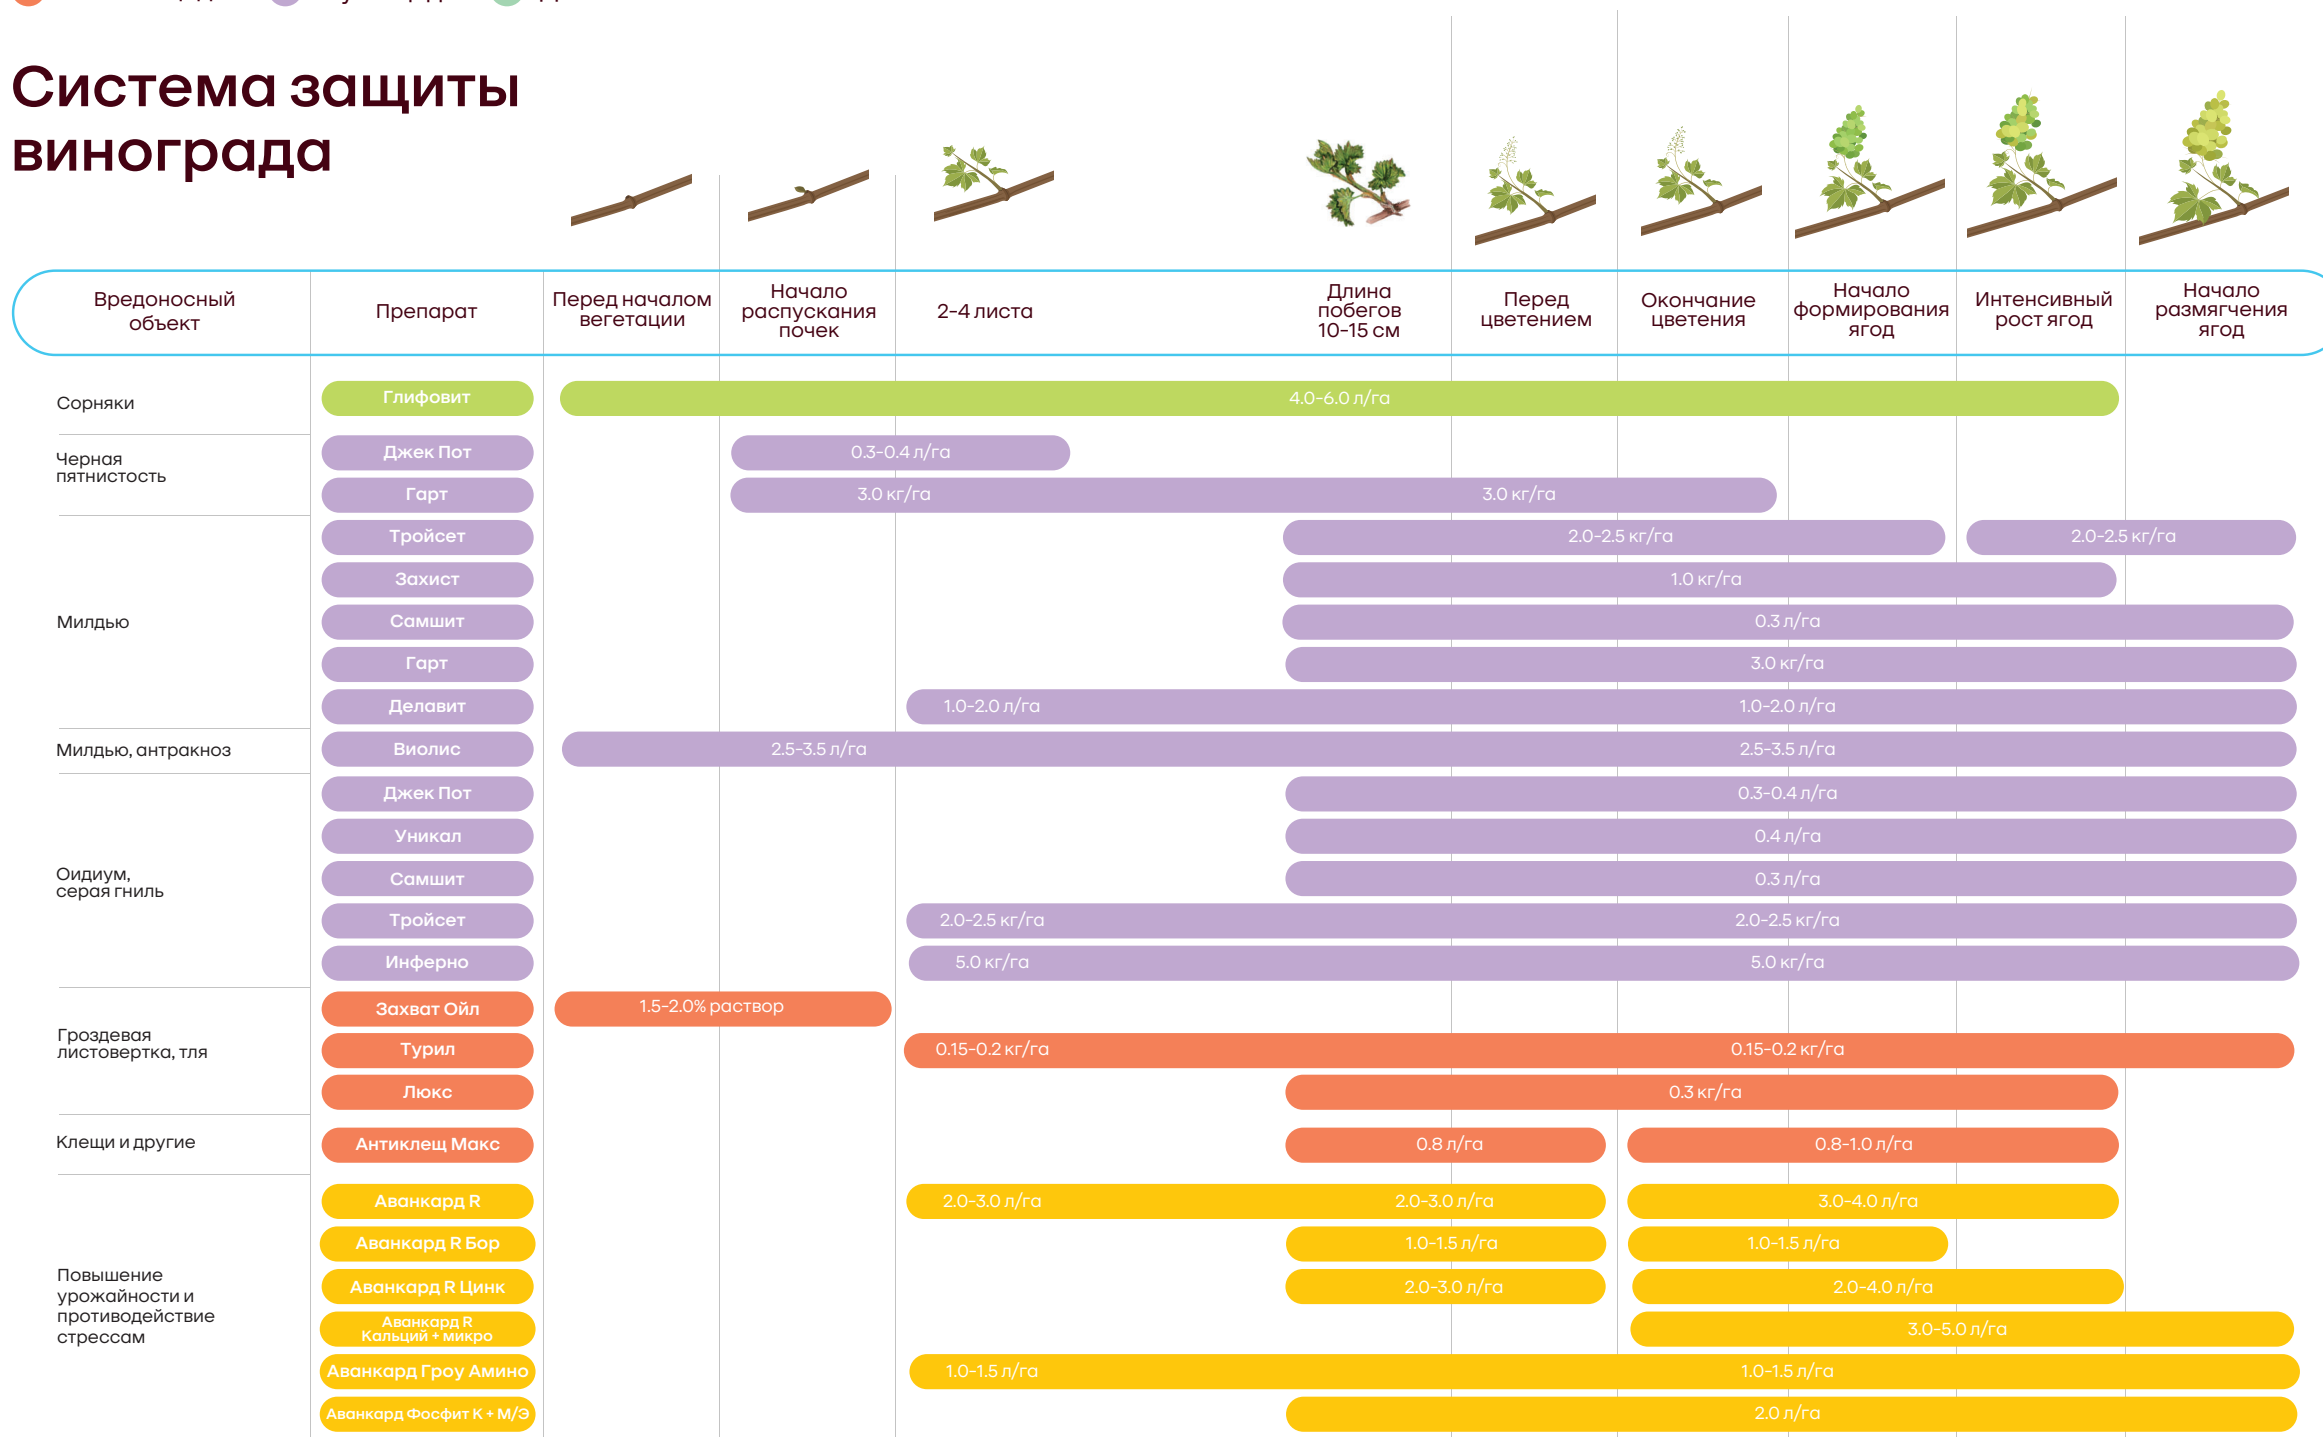 Система защиты
винограда
Вредоносный
объект
Препарат
Перед началом
вегетации
Начало
распускания
почек
2-4 листа
Длина
побегов
10-15 см
Перед
цветением
Окончание
цветения
Начало
формирования
ягод
Интенсивный
рост ягод
Начало
размягчения
ягод
Сорняки
Глифовит
4.0-6.0 л/га
Черная
пятнистость
Джек Пот
0.3-0.4 л/га
Гарт
3.0 кг/га
3.0 кг/га
Милдью
Тройсет
2.0-2.5 кг/га
2.0-2.5 кг/га
Захист
1.0 кг/га
Самшит
0.3 л/га
Гарт
3.0 кг/га
Делавит
1.0-2.0 л/га
1.0-2.0 л/га
Милдью, антракноз
Виолис
2.5-3.5 л/га
2.5-3.5 л/га
Оидиум,
серая гниль
Джек Пот
0.3-0.4 л/га
Уникал
0.4 л/га
Самшит
0.3 л/га
Тройсет
2.0-2.5 кг/га
2.0-2.5 кг/га
Инферно
5.0 кг/га
5.0 кг/га
Гроздевая
листовертка, тля
Захват Ойл
1.5-2.0% раствор
Турил
0.15-0.2 кг/га
0.15-0.2 кг/га
Люкс
0.3 кг/га
Клещи и другие
Антиклещ Макс
0.8 л/га
0.8-1.0 л/га
Повышение
урожайности и
противодействие
стрессам
Аванкард R
2.0-3.0 л/га
2.0-3.0 л/га
3.0-4.0 л/га
Аванкард R Бор
1.0-1.5 л/га
1.0-1.5 л/га
Аванкард R Цинк
2.0-3.0 л/га
2.0-4.0 л/га
Аванкард R
Кальций + микро
3.0-5.0 л/га
Аванкард Гроу Амино
1.0-1.5 л/га
1.0-1.5 л/га
Аванкард Фосфит К + М/Э
2.0 л/га